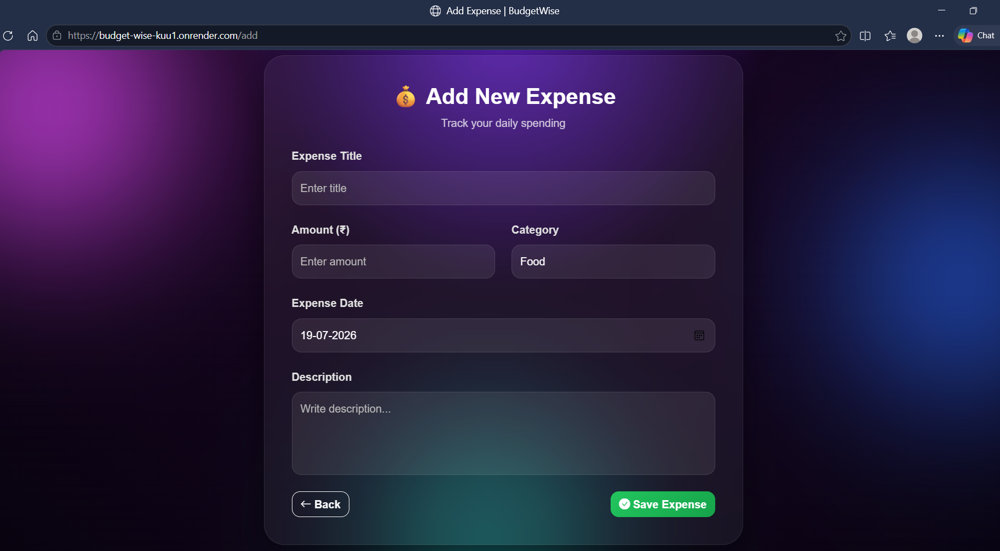 Add Expense | BudgetWise
https://budget-wise-kuu1.onrender.com/add
Chat
Add New Expense
Track your daily spending
Expense Title
Enter title
Amount (₹)
Category
Enter amount
Food
Expense Date
19-07-2026
Description
Write description...
← Back
Save Expense